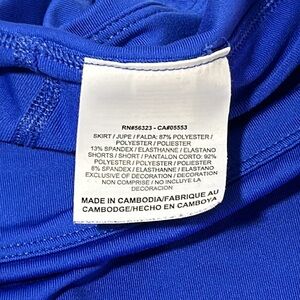 RN#56323 - CA#05553
SKIRT / JUPE / FALDA: 87% POLYESTER /
POLYESTER / POLIESTER
13% SPANDEX / ELASTHANNE / ELASTANO
SHORTS / SHORT / PANTALON CORTO: 92%
POLYESTER / POLYESTER / POLIESTER
8% SPANDEX / ELASTHANNE / ELASTANO
EXCLUSIVE OF DECORATION / DECORATION
NON COMPRISE / NO INCLUYE LA
DECORACION
MADE IN CAMBODIA/FABRIQUE AU
CAMBODGE/HECHO EN CAMBOYA